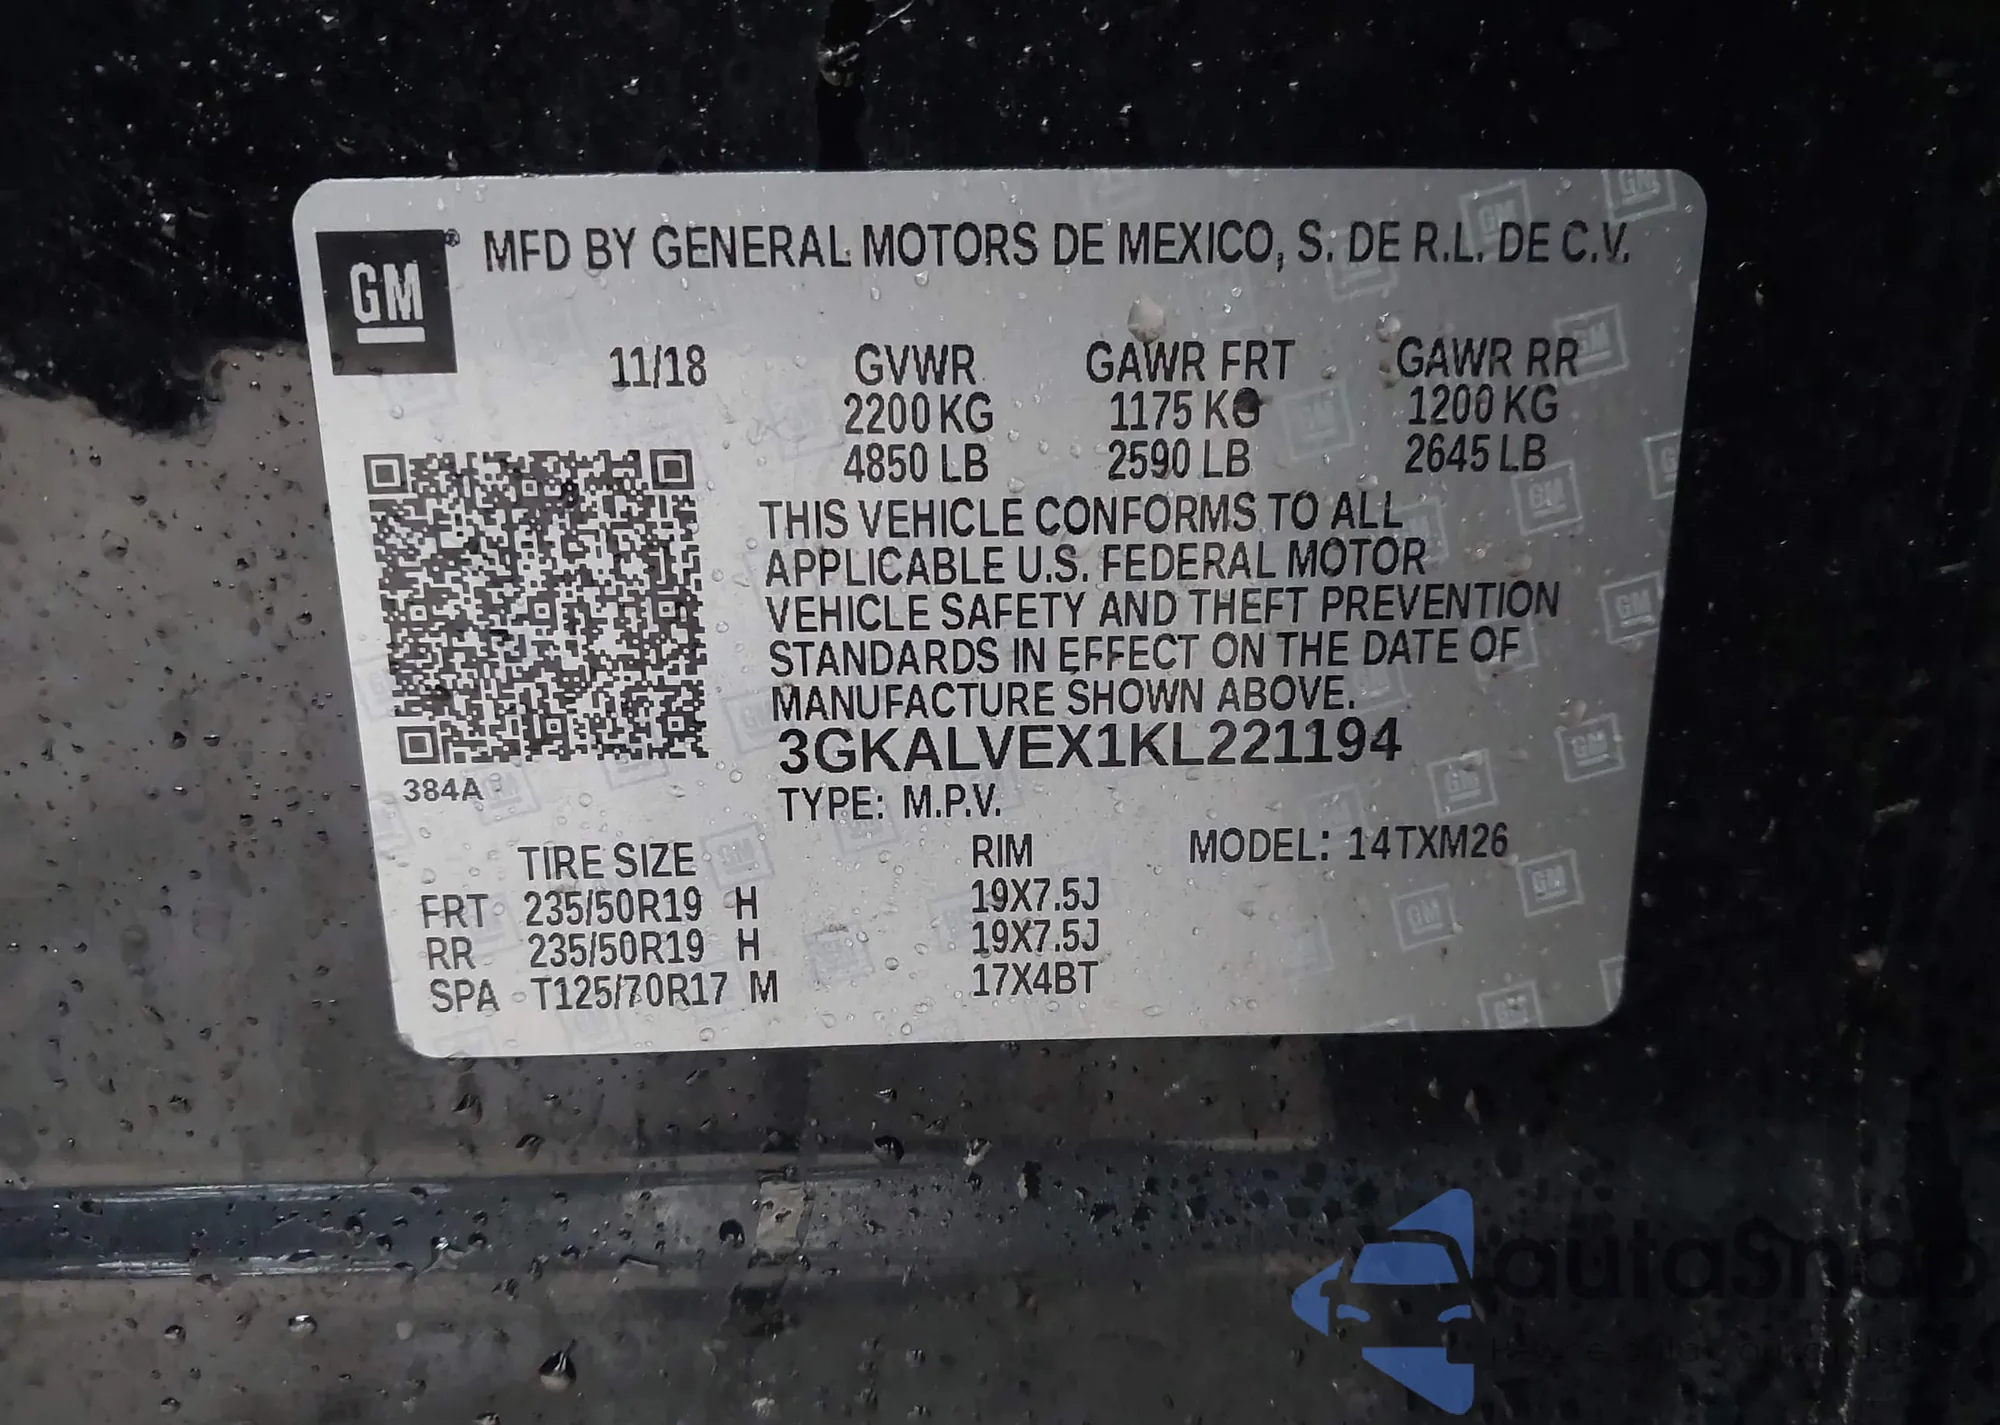 GM ® MFD BY GENERAL MOTORS DE MEXICO, S. DE R.L. DE C.V.
11/18 GVWR GAWR FRT GAWR RR
2200 KG 1175 KG 1200 KG
4850 LB 2590 LB 2645 LB
THIS VEHICLE CONFORMS TO ALL
APPLICABLE U.S. FEDERAL MOTOR
VEHICLE SAFETY AND THEFT PREVENTION
STANDARDS IN EFFECT ON THE DATE OF
MANUFACTURE SHOWN ABOVE.
3GKALVEX1KL221194
384A
TYPE: M.P.V.
TIRE SIZE RIM MODEL: 14TXM26
FRT 235/50R19 H 19X7.5J
RR 235/50R19 H 19X7.5J
SPA T125/70R17 M 17X4BT
autaSnap